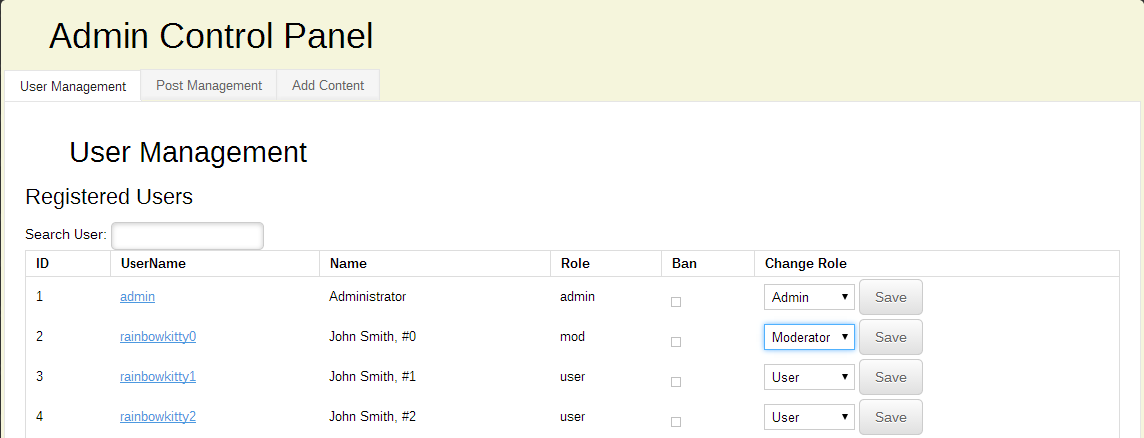 Admin Control Panel
User Management Post Management Add Content
User Management
Registered Users
Search User:
ID UserName Name Role Ban Change Role
1 admin Administrator admin Admin Save
2 rainbowkitty0 John Smith, #0 mod Moderator Save
3 rainbowkitty1 John Smith, #1 user User Save
4 rainbowkitty2 John Smith, #2 user User Save